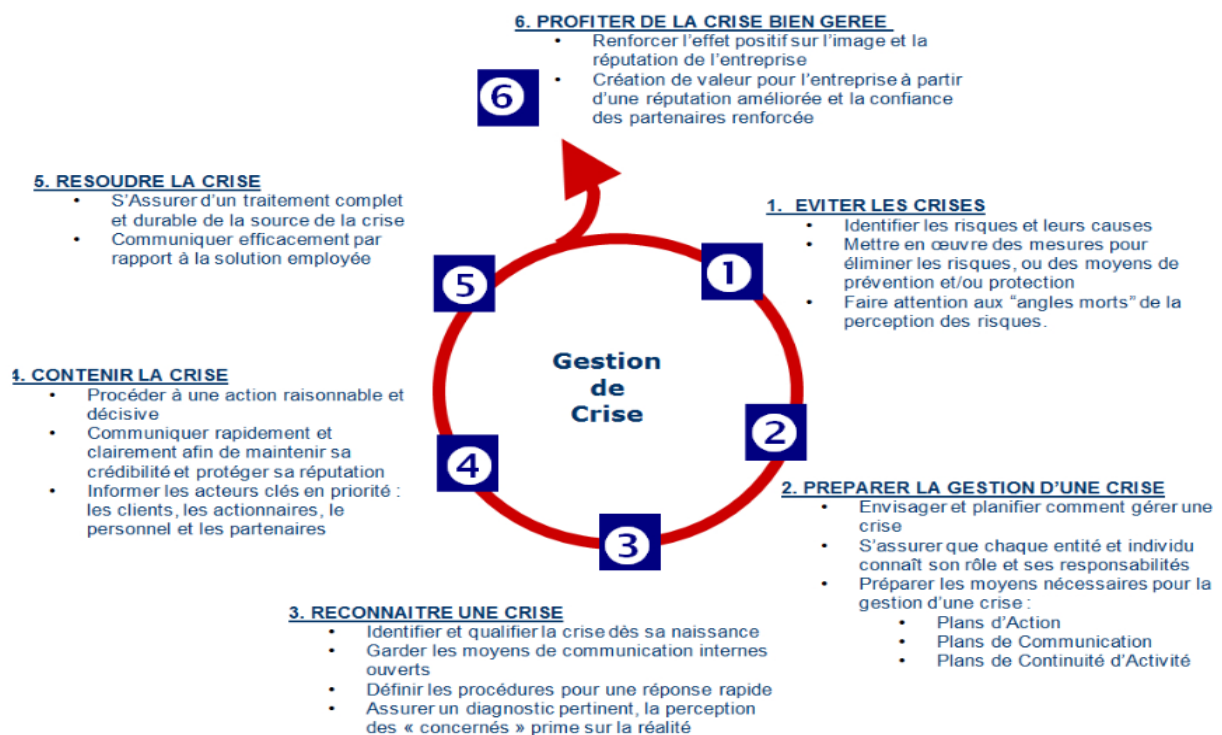 6. PROFITER DE LA CRISE BIEN GEREE
• Renforcer l'effet positif sur l'image et la
réputation de l'entreprise
• Création de valeur pour l'entreprise à partir
d'une réputation améliorée et la confiance
des partenaires renforcée
6
5. RESOUDRE LA CRISE
• S'Assurer d'un traitement complet
et durable de la source de la crise
• Communiquer efficacement par
rapport à la solution employée
5
1. EVITER LES CRISES
• Identifier les risques et leurs causes
• Mettre en œuvre des mesures pour
éliminer les risques, ou des moyens de
prévention et/ou protection
• Faire attention aux “angles morts” de la
perception des risques.
1
Gestion
de
Crise
4. CONTENIR LA CRISE
• Procéder à une action raisonnable et
décisive
• Communiquer rapidement et
clairement afin de maintenir sa
crédibilité et protéger sa réputation
• Informer les acteurs clés en priorité :
les clients, les actionnaires, le
personnel et les partenaires
4
2
2. PREPARER LA GESTION D'UNE CRISE
• Envisager et planifier comment gérer une
crise
• S'assurer que chaque entité et individu
connaît son rôle et ses responsabilités
• Préparer les moyens nécessaires pour la
gestion d'une crise :
• Plans d'Action
• Plans de Communication
• Plans de Continuité d'Activité
3
3. RECONNAITRE UNE CRISE
• Identifier et qualifier la crise dès sa naissance
• Garder les moyens de communication internes
ouverts
• Définir les procédures pour une réponse rapide
• Assurer un diagnostic pertinent, la perception
des « concernés » prime sur la réalité